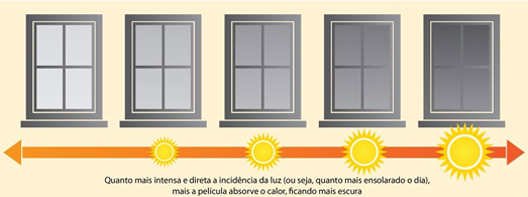 Quanto mais intensa e direta a incidência da luz (ou seja, quanto mais ensolarado o dia),
mais a película absorve o calor, ficando mais escura